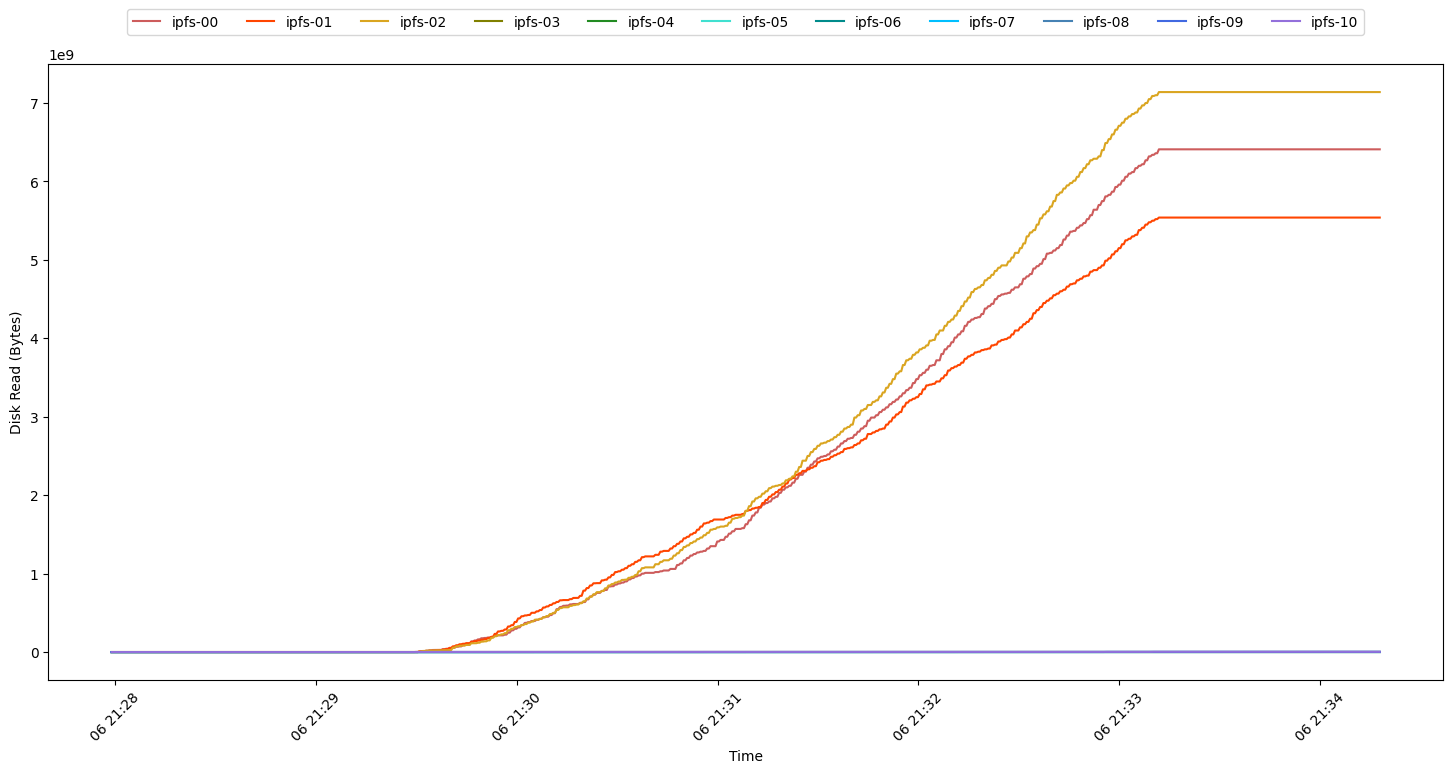 ipfs-00 ipfs-01 ipfs-02 ipfs-03 ipfs-04 ipfs-05 ipfs-06 ipfs-07 ipfs-08 ipfs-09 ipfs-10
1e9
7
6
5
4
3
2
1
0
Disk Read (Bytes)
06 21:28 06 21:29 06 21:30 06 21:31 06 21:32 06 21:33 06 21:34
Time